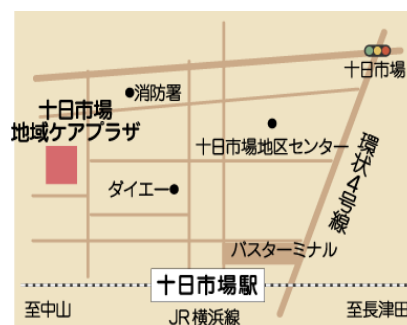 十日市場
消防署
十日市場
地域ケアプラザ
十日市場地区センター
環状4号線
ダイエー
バスターミナル
十日市場駅
至中山
JR横浜線
至長津田